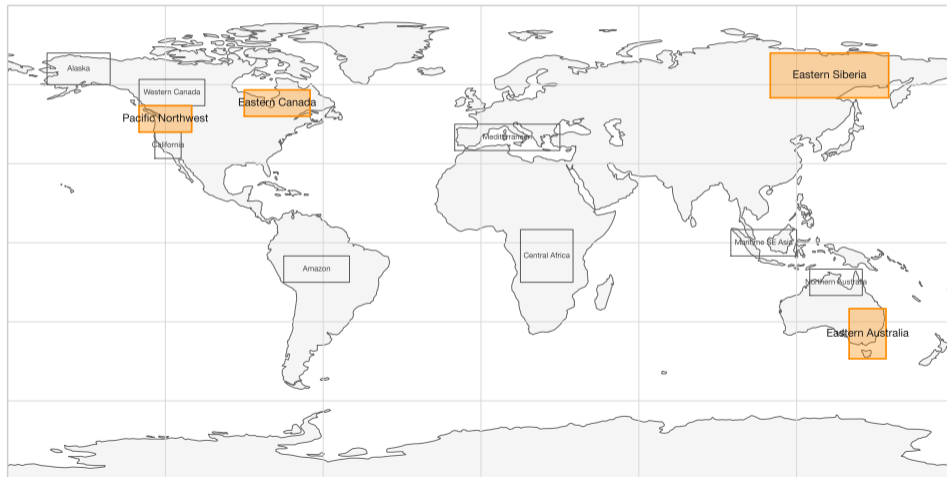 Alaska
Eastern Siberia
Western Canada
Eastern Canada
Pacific Northwest
Mediterranean
California
Maritime SE Asia
Central Africa
Amazon
Northern Australia
Eastern Australia